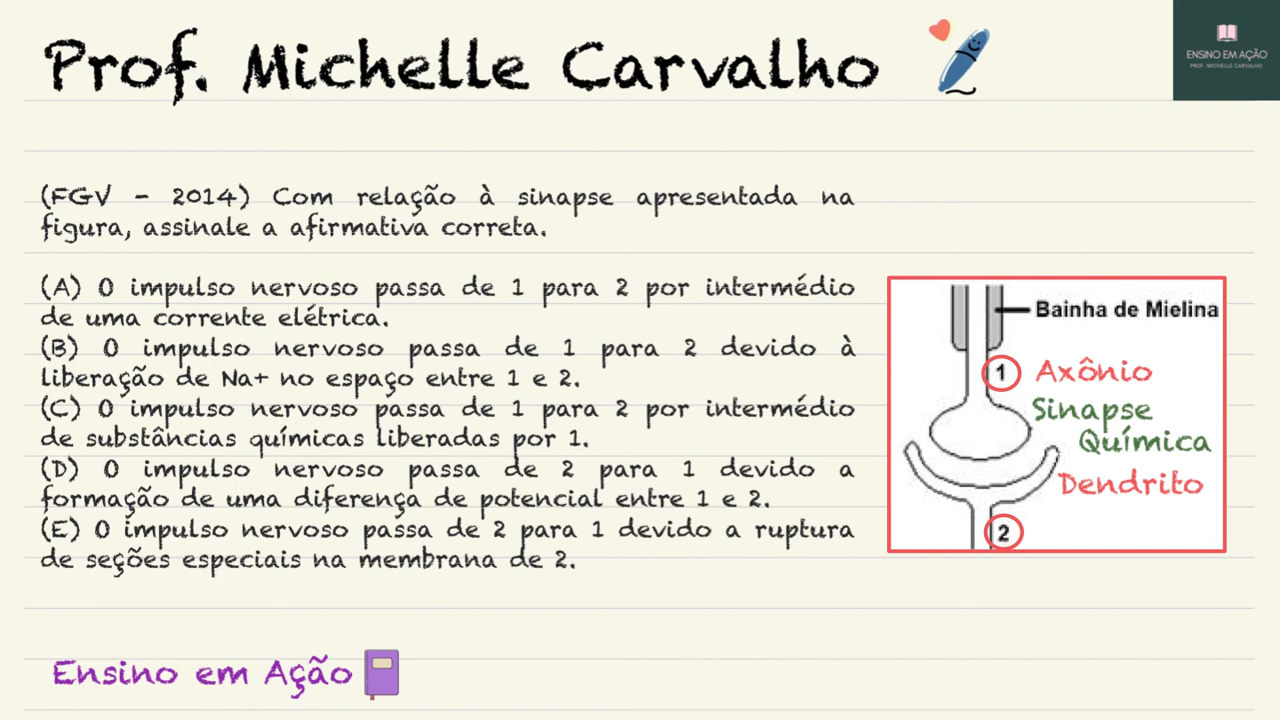 Prof. Michelle Carvalho
ENSINO EM AÇÃO
PROF. MICHELLE CARVALHO
(FGV - 2014) Com relação à sinapse apresentada na
figura, assinale a afirmativa correta.
(A) O impulso nervoso passa de 1 para 2 por intermédio
de uma corrente elétrica.
(B) O impulso nervoso passa de 1 para 2 devido à
liberação de Na+ no espaço entre 1 e 2.
(C) O impulso nervoso passa de 1 para 2 por intermédio
de substâncias químicas liberadas por 1.
(D) O impulso nervoso passa de 2 para 1 devido a
formação de uma diferença de potencial entre 1 e 2.
(E) O impulso nervoso passa de 2 para 1 devido a ruptura
de seções especiais na membrana de 2.
Bainha de Mielina
1 Axônio
Sinapse
Química
Dendrito
2
Ensino em Ação